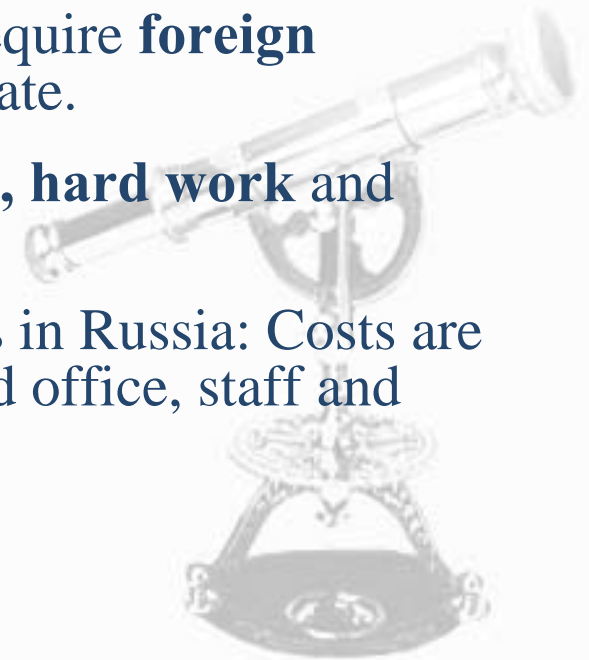 quire foreign
ate.
, hard work and
s in Russia: Costs are
d office, staff and